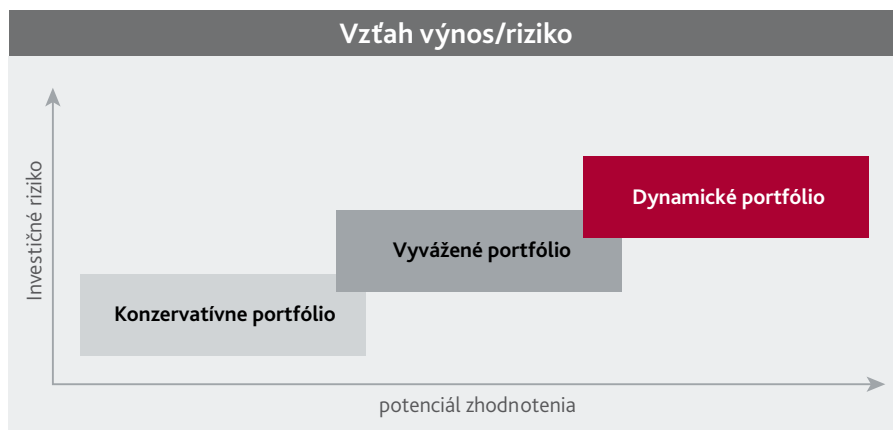 Vzťah výnos/riziko
Investičné riziko
Dynamické portfólio
Vyvážené portfólio
Konzervatívne portfólio
potenciál zhodnotenia